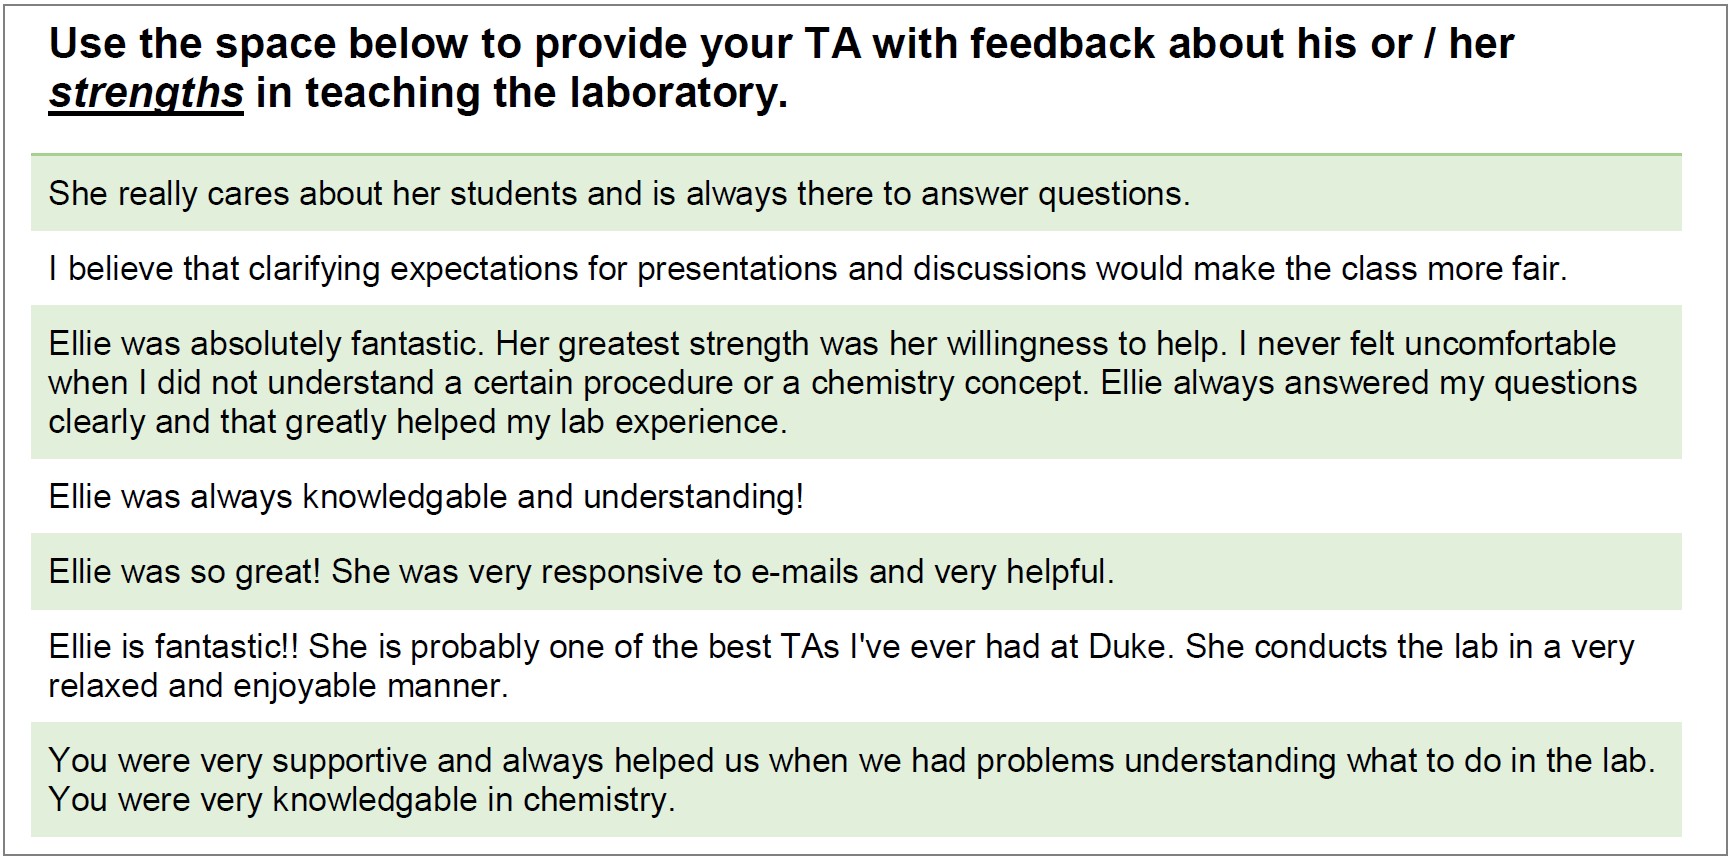 Use the space below to provide your TA with feedback about his or / her
strengths in teaching the laboratory.
She really cares about her students and is always there to answer questions.
I believe that clarifying expectations for presentations and discussions would make the class more fair.
Ellie was absolutely fantastic. Her greatest strength was her willingness to help. I never felt uncomfortable
when I did not understand a certain procedure or a chemistry concept. Ellie always answered my questions
clearly and that greatly helped my lab experience.
Ellie was always knowledgable and understanding!
Ellie was so great! She was very responsive to e-mails and very helpful.
Ellie is fantastic!! She is probably one of the best TAs I've ever had at Duke. She conducts the lab in a very
relaxed and enjoyable manner.
You were very supportive and always helped us when we had problems understanding what to do in the lab.
You were very knowledgable in chemistry.